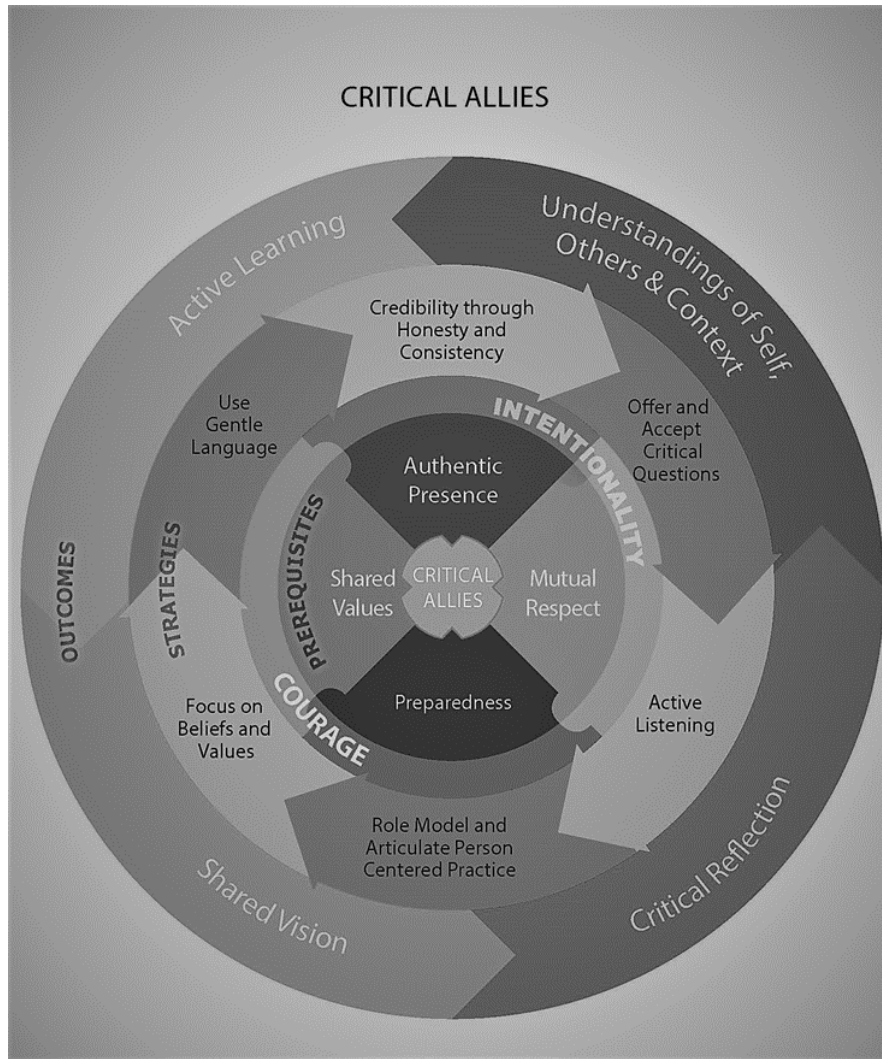 CRITICAL ALLIES
Active Learning
Understandings of Self,
Others & Context
Credibility through
Honesty and
Consistency
Use
Gentle
Language
INTENTIONALITY
Offer and
Accept
Critical
Questions
Authentic
Presence
OUTCOMES
STRATEGIES
PREREQUISITES
Shared
Values
CRITICAL
ALLIES
Mutual
Respect
COURAGE
Preparedness
Focus on
Beliefs and
Values
Active
Listening
Role Model and
Articulate Person
Centered Practice
Shared Vision
Critical Reflection